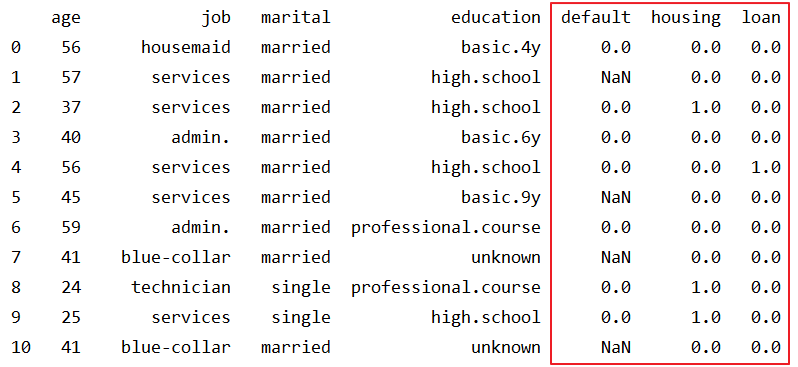 age job marital education default housing loan
0 56 housemaid married basic.4y 0.0 0.0 0.0
1 57 services married high.school NaN 0.0 0.0
2 37 services married high.school 0.0 1.0 0.0
3 40 admin. married basic.6y 0.0 0.0 0.0
4 56 services married high.school 0.0 0.0 1.0
5 45 services married basic.9y NaN 0.0 0.0
6 59 admin. married professional.course 0.0 0.0 0.0
7 41 blue-collar married unknown NaN 0.0 0.0
8 24 technician single professional.course 0.0 1.0 0.0
9 25 services single high.school 0.0 1.0 0.0
10 41 blue-collar married unknown NaN 0.0 0.0